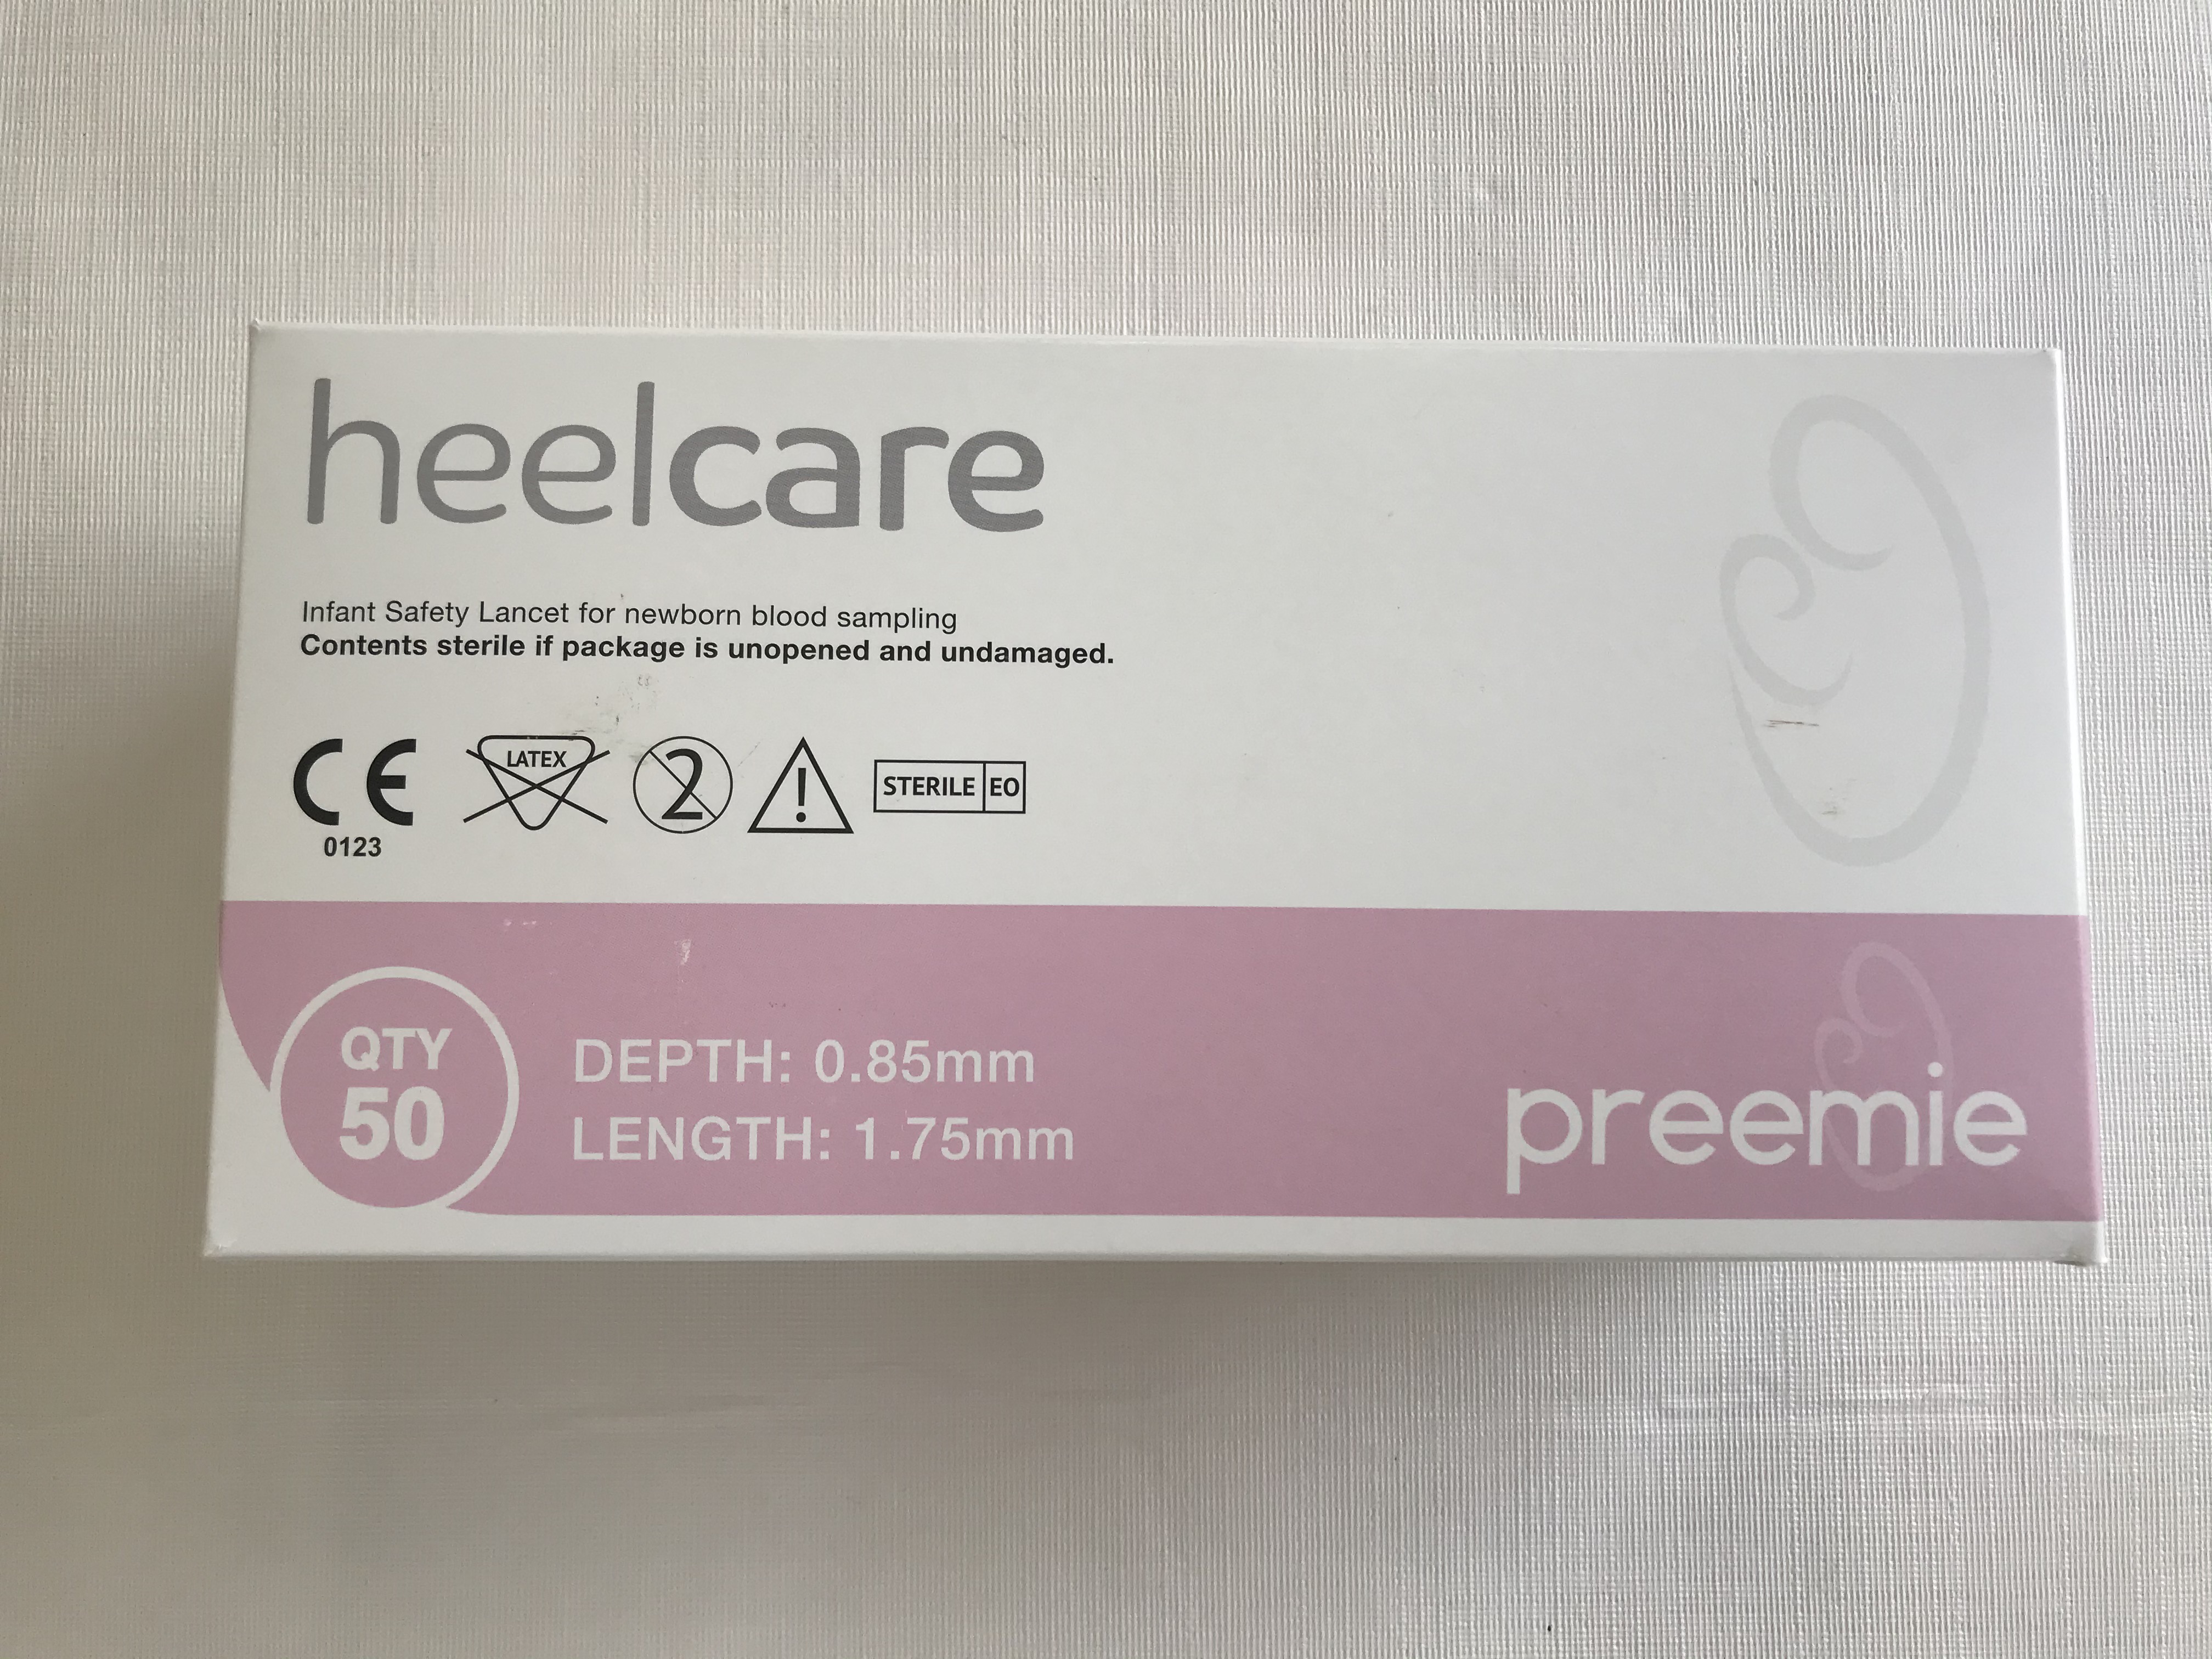 heelcare
Infant Safety Lancet for newborn blood sampling
Contents sterile if package is unopened and undamaged.
CE
0123
LATEX
2
!
STERILE EO
QTY
50
DEPTH: 0.85mm
LENGTH: 1.75mm
preemie